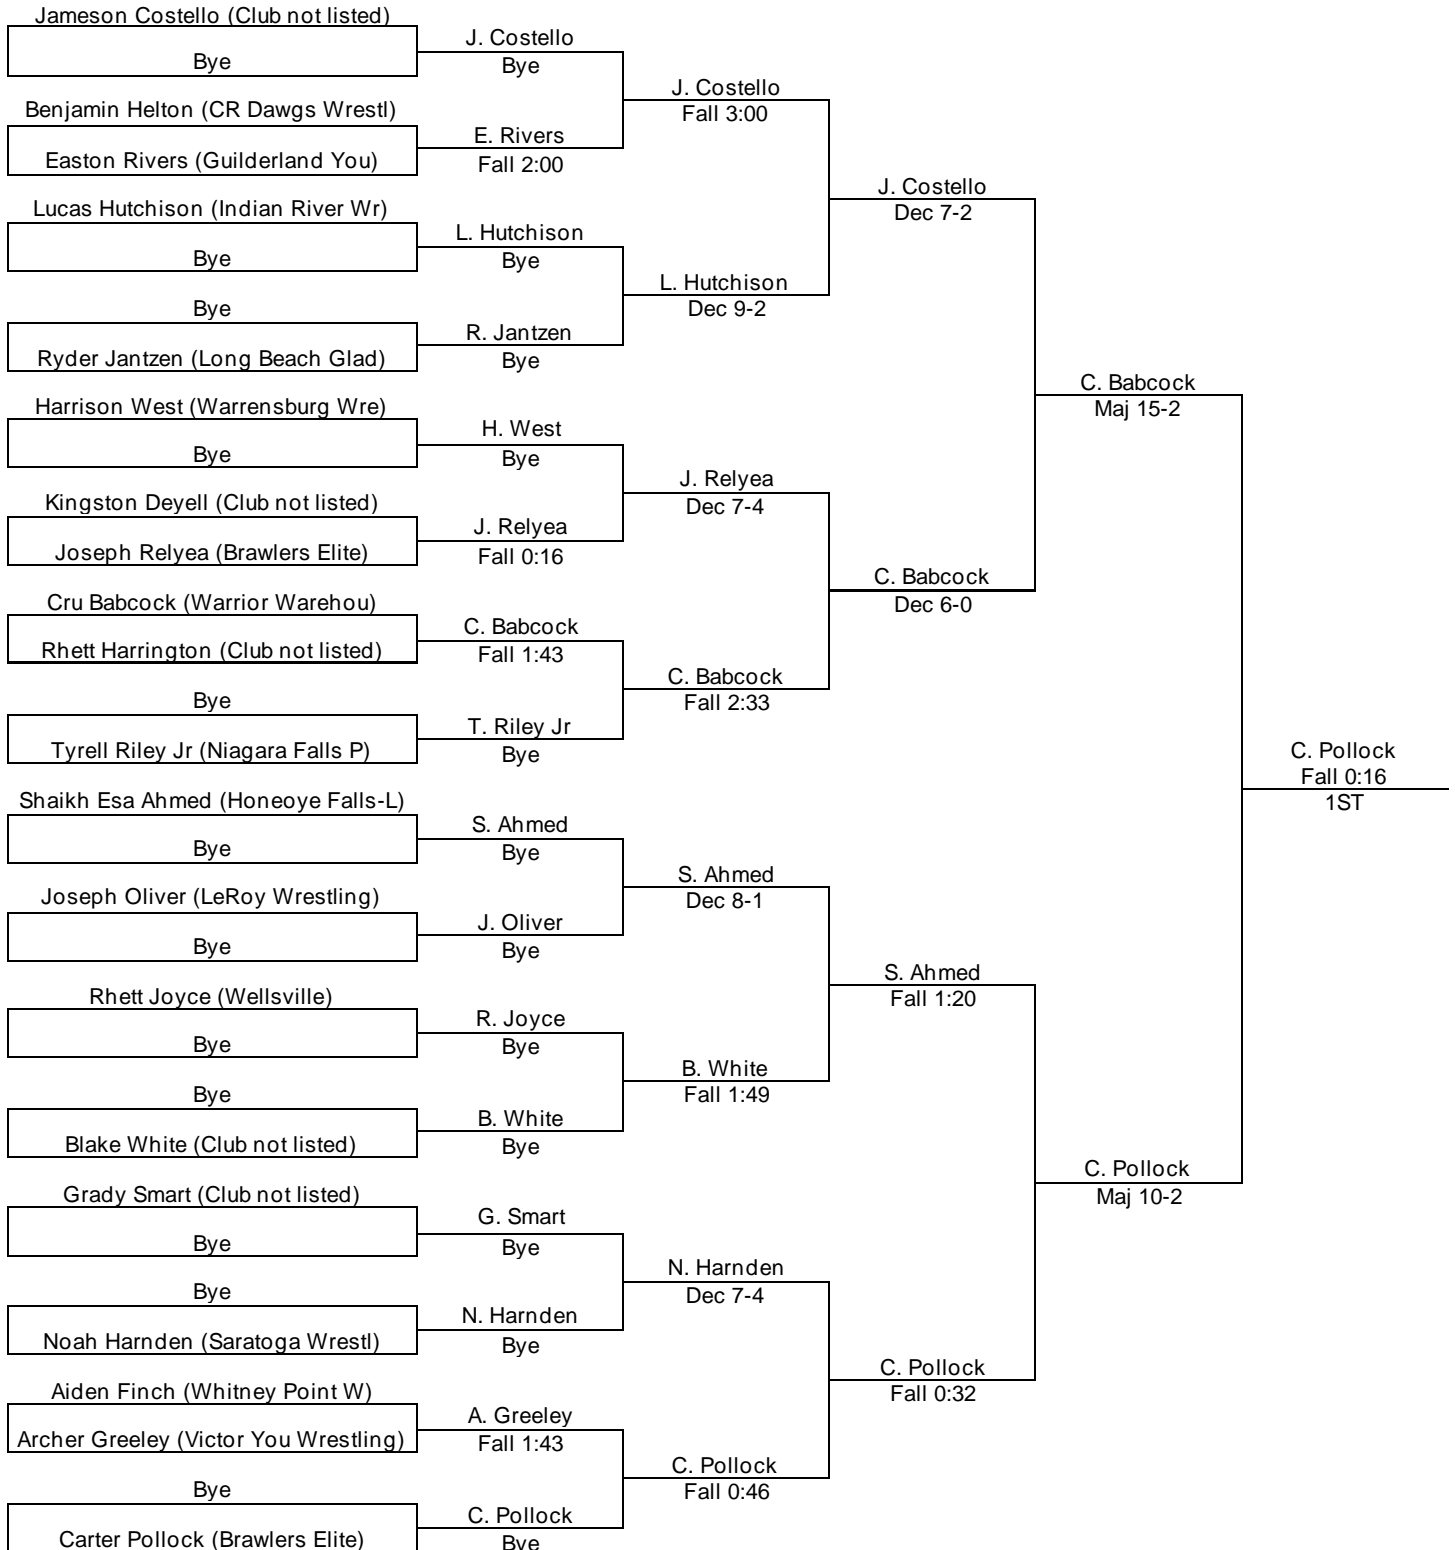 Jameson Costello (Club not listed)
Bye
Benjamin Helton (CR Dawgs Wrestl)
Easton Rivers (Guilderland You)
Lucas Hutchison (Indian River Wr)
Bye
Bye
Ryder Jantzen (Long Beach Glad)
Harrison West (Warrensburg Wre)
Bye
Kingston Deyell (Club not listed)
Joseph Relyea (Brawlers Elite)
Cru Babcock (Warrior Warehou)
Rhett Harrington (Club not listed)
Bye
Tyrell Riley Jr (Niagara Falls P)
Shaikh Esa Ahmed (Honeoye Falls-L)
Bye
Joseph Oliver (LeRoy Wrestling)
Bye
Rhett Joyce (Wellsville)
Bye
Bye
Blake White (Club not listed)
Grady Smart (Club not listed)
Bye
Bye
Noah Harnden (Saratoga Wrestl)
Aiden Finch (Whitney Point W)
Archer Greeley (Victor You Wrestling)
Bye
Carter Pollock (Brawlers Elite)
J. Costello
Bye
E. Rivers
Fall 2:00
L. Hutchison
Bye
R. Jantzen
Bye
H. West
Bye
J. Relyea
Fall 0:16
C. Babcock
Fall 1:43
T. Riley Jr
Bye
S. Ahmed
Bye
J. Oliver
Bye
R. Joyce
Bye
B. White
Bye
G. Smart
Bye
N. Harnden
Bye
A. Greeley
Fall 1:43
C. Pollock
Bye
J. Costello
Fall 3:00
L. Hutchison
Dec 9-2
J. Relyea
Dec 7-4
C. Babcock
Fall 2:33
S. Ahmed
Dec 8-1
B. White
Fall 1:49
N. Harnden
Dec 7-4
C. Pollock
Fall 0:46
J. Costello
Dec 7-2
C. Babcock
Dec 6-0
S. Ahmed
Fall 1:20
C. Pollock
Fall 0:32
C. Babcock
Maj 15-2
C. Pollock
Maj 10-2
C. Pollock
Fall 0:16
1ST